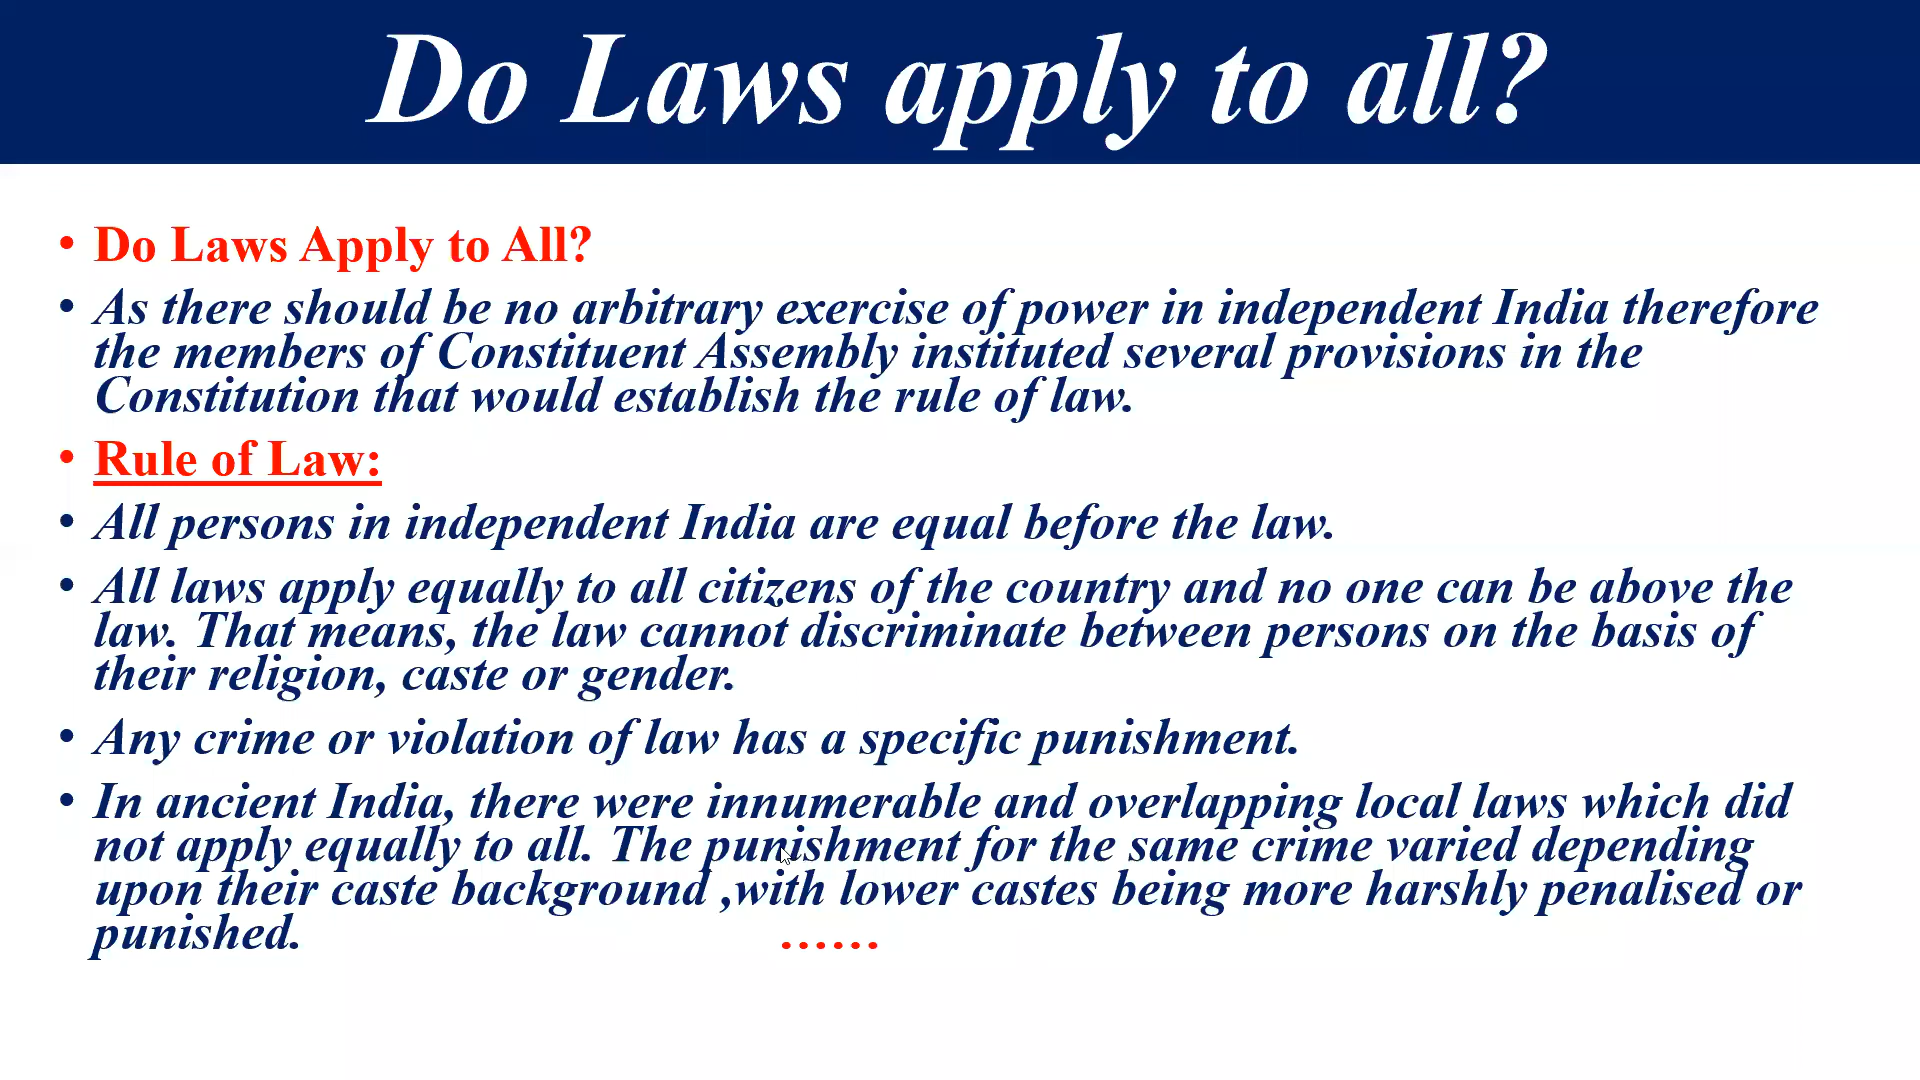 Do Laws apply to all?
• Do Laws Apply to All?
• As there should be no arbitrary exercise of power in independent India therefore
the members of Constituent Assembly instituted several provisions in the
Constitution that would establish the rule of law.
• Rule of Law:
• All persons in independent India are equal before the law.
• All laws apply equally to all citizens of the country and no one can be above the
law. That means, the law cannot discriminate between persons on the basis of
their religion, caste or gender.
• Any crime or violation of law has a specific punishment.
• In ancient India, there were innumerable and overlapping local laws which did
not apply equally to all. The punishment for the same crime varied depending
upon their caste background ,with lower castes being more harshly penalised or
punished. ......